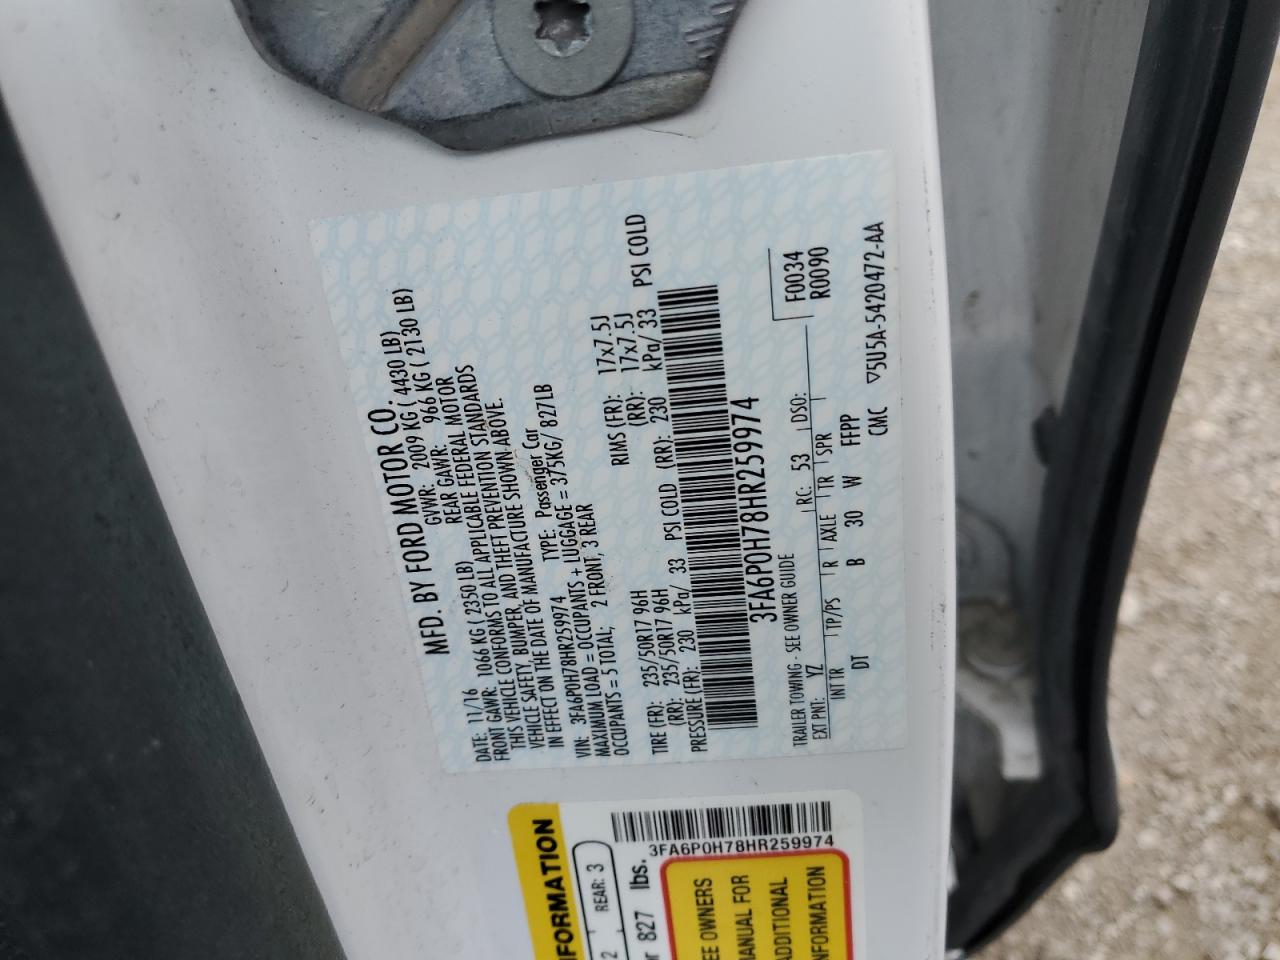 MFD. BY FORD MOTOR CO.
DATE: 11/16 GVWR: 2009 KG ( 4430 LB)
FRONT GAWR: 1066 KG ( 2350 LB) REAR GAWR: 966 KG ( 2130 LB)
THIS VEHICLE CONFORMS TO ALL APPLICABLE FEDERAL MOTOR
VEHICLE SAFETY, BUMPER, AND THEFT PREVENTION STANDARDS
IN EFFECT ON THE DATE OF MANUFACTURE SHOWN ABOVE.
VIN: 3FA6P0H78HR259974 TYPE: Passenger Car
MAXIMUM LOAD = OCCUPANTS + LUGGAGE = 375KG/ 827LB
OCCUPANTS = 5 TOTAL; 2 FRONT, 3 REAR
TIRE (FR): 235/50R17 96H RIMS (FR): 17x7.5J
(RR): 235/50R17 96H (RR): 17x7.5J
PRESSURE (FR): 230 kPa/ 33 PSI COLD (RR): 230 kPa/ 33 PSI COLD
3FA6P0H78HR259974
F0034
R0090
TRAILER TOWING - SEE OWNER GUIDE
EXT PNT: YZ RC: 53 DSO:
INT TR TP/PS R AXLE TR SPR
DT B 30 W FFPP
CMC ▽5U5A-5420472-AA
FORMATION
2 REAR: 3
or 827 lbs.
3FA6P0H78HR259974
EE OWNERS
MANUAL FOR
ADDITIONAL
NFORMATION